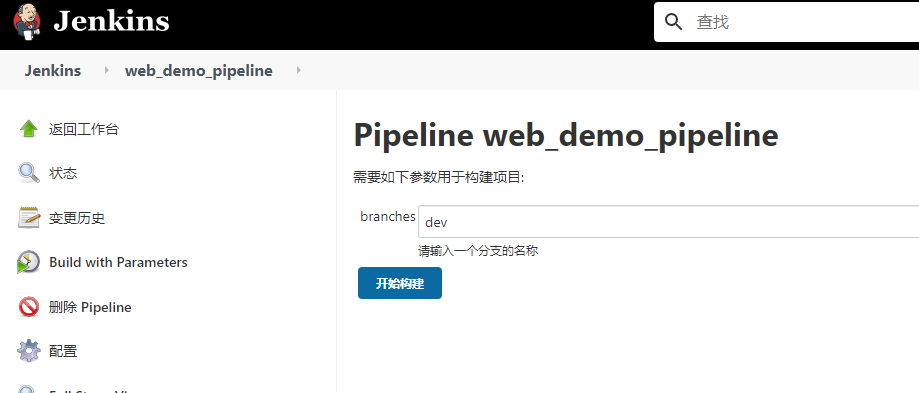 Jenkins
查找
Jenkins
web_demo_pipeline
返回工作台
状态
变更历史
Build with Parameters
删除 Pipeline
配置
Pipeline web_demo_pipeline
需要如下参数用于构建项目:
branches
dev
请输入一个分支的名称
开始构建